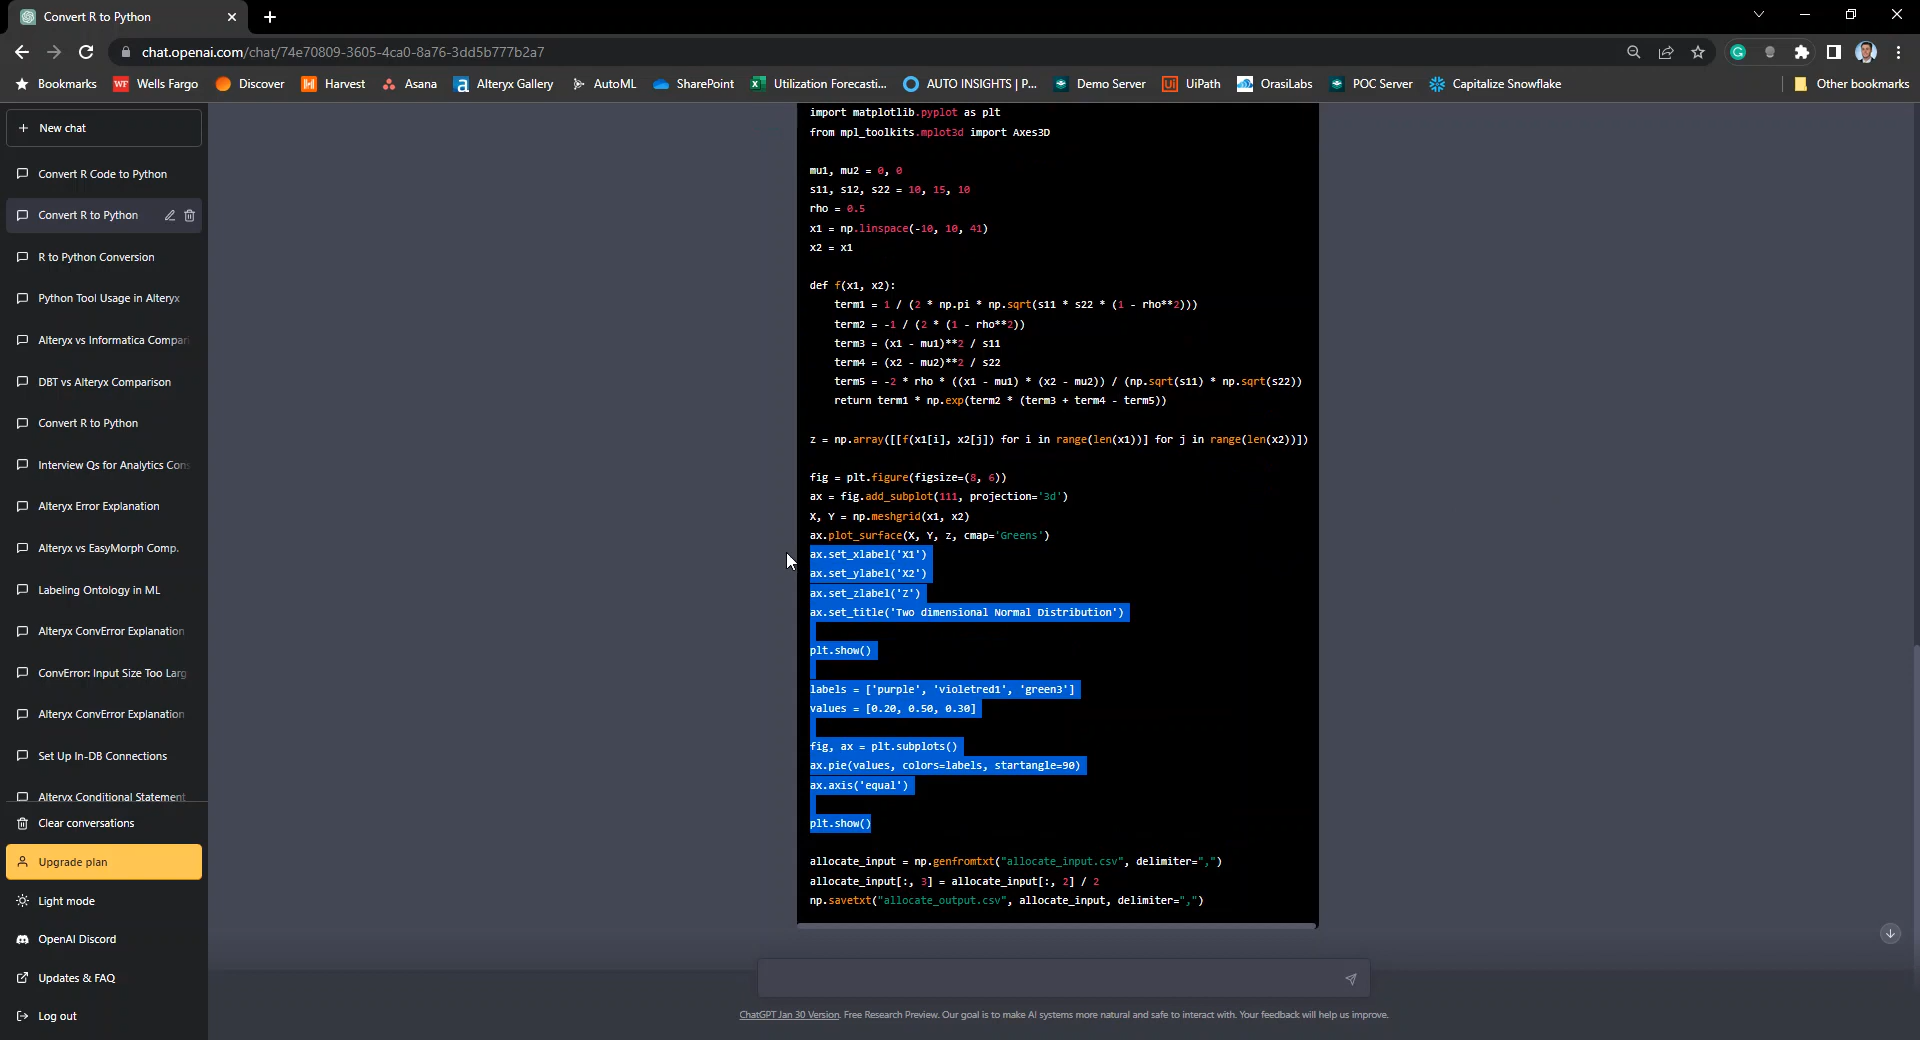 Convert R to Python
chat.openai.com/chat/74e70809-3605-4ca0-8a76-3dd5b777b2a7
Bookmarks
WF Wells Fargo
Discover
Harvest
Asana
Alteryx Gallery
AutoML
SharePoint
Utilization Forecasti...
AUTO INSIGHTS | P...
Demo Server
Ui UiPath
OrasiLabs
POC Server
Capitalize Snowflake
Other bookmarks
New chat
Convert R Code to Python
Convert R to Python
R to Python Conversion
Python Tool Usage in Alteryx
Alteryx vs Informatica Compari
DBT vs Alteryx Comparison
Convert R to Python
Interview Qs for Analytics Cons
Alteryx Error Explanation
Alteryx vs EasyMorph Comp.
Labeling Ontology in ML
Alteryx ConvError Explanation
ConvError: Input Size Too Larg
Alteryx ConvError Explanation
Set Up In-DB Connections
Alteryx Conditional Statement
Clear conversations
Upgrade plan
Light mode
OpenAI Discord
Updates & FAQ
Log out
import matplotlib.pyplot as plt
from mpl_toolkits.mplot3d import Axes3D
mu1, mu2 = 0, 0
s11, s12, s22 = 10, 15, 10
rho = 0.5
x1 = np.linspace(-10, 10, 41)
x2 = x1
def f(x1, x2):
term1 = 1 / (2 * np.pi * np.sqrt(s11 * s22 * (1 - rho**2)))
term2 = -1 / (2 * (1 - rho**2))
term3 = (x1 - mu1)**2 / s11
term4 = (x2 - mu2)**2 / s22
term5 = -2 * rho * ((x1 - mu1) * (x2 - mu2)) / (np.sqrt(s11) * np.sqrt(s22))
return term1 * np.exp(term2 * (term3 + term4 - term5))
z = np.array([[f(x1[i], x2[j]) for i in range(len(x1))] for j in range(len(x2))])
fig = plt.figure(figsize=(8, 6))
ax = fig.add_subplot(111, projection='3d')
X, Y = np.meshgrid(x1, x2)
ax.plot_surface(X, Y, z, cmap='Greens')
ax.set_xlabel('X1')
ax.set_ylabel('X2')
ax.set_zlabel('Z')
ax.set_title('Two dimensional Normal Distribution')
plt.show()
labels = ['purple', 'violetred1', 'green3']
values = [0.20, 0.50, 0.30]
fig, ax = plt.subplots()
ax.pie(values, colors=labels, startangle=90)
ax.axis('equal')
plt.show()
allocate_input = np.genfromtxt("allocate_input.csv", delimiter=",")
allocate_input[:, 3] = allocate_input[:, 2] / 2
np.savetxt("allocate_output.csv", allocate_input, delimiter=",")
ChatGPT Jan 30 Version. Free Research Preview. Our goal is to make AI systems more natural and safe to interact with. Your feedback will help us improve.